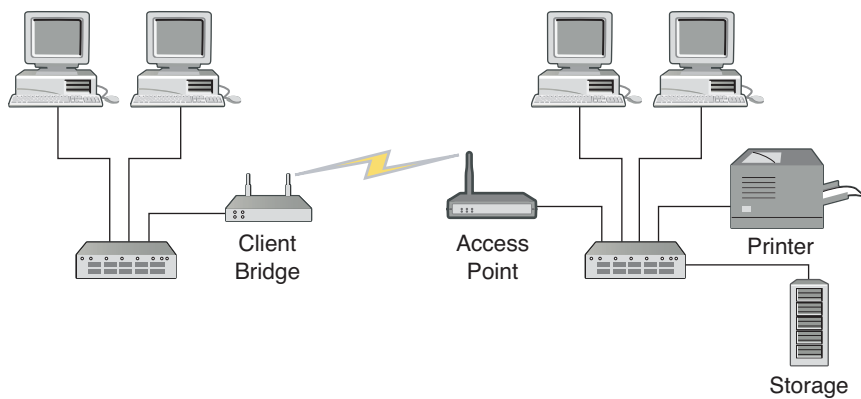 Client
Bridge
Access
Point
Printer
Storage